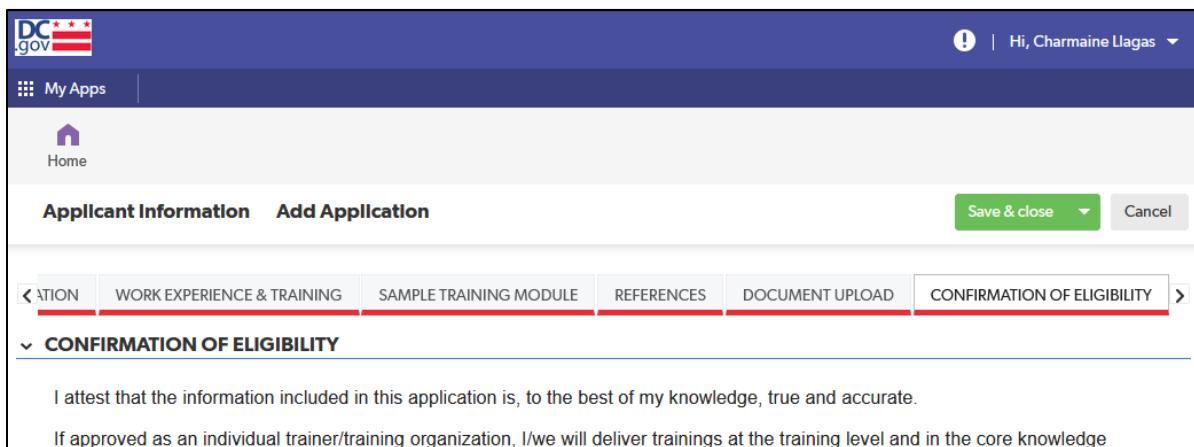 DC
.gov
! | Hi, Charmaine Llagas
My Apps
Home
Applicant Information Add Application Save & close Cancel
ATION WORK EXPERIENCE & TRAINING SAMPLE TRAINING MODULE REFERENCES DOCUMENT UPLOAD CONFIRMATION OF ELIGIBILITY
CONFIRMATION OF ELIGIBILITY
I attest that the information included in this application is, to the best of my knowledge, true and accurate.
If approved as an individual trainer/training organization, I/we will deliver trainings at the training level and in the core knowledge